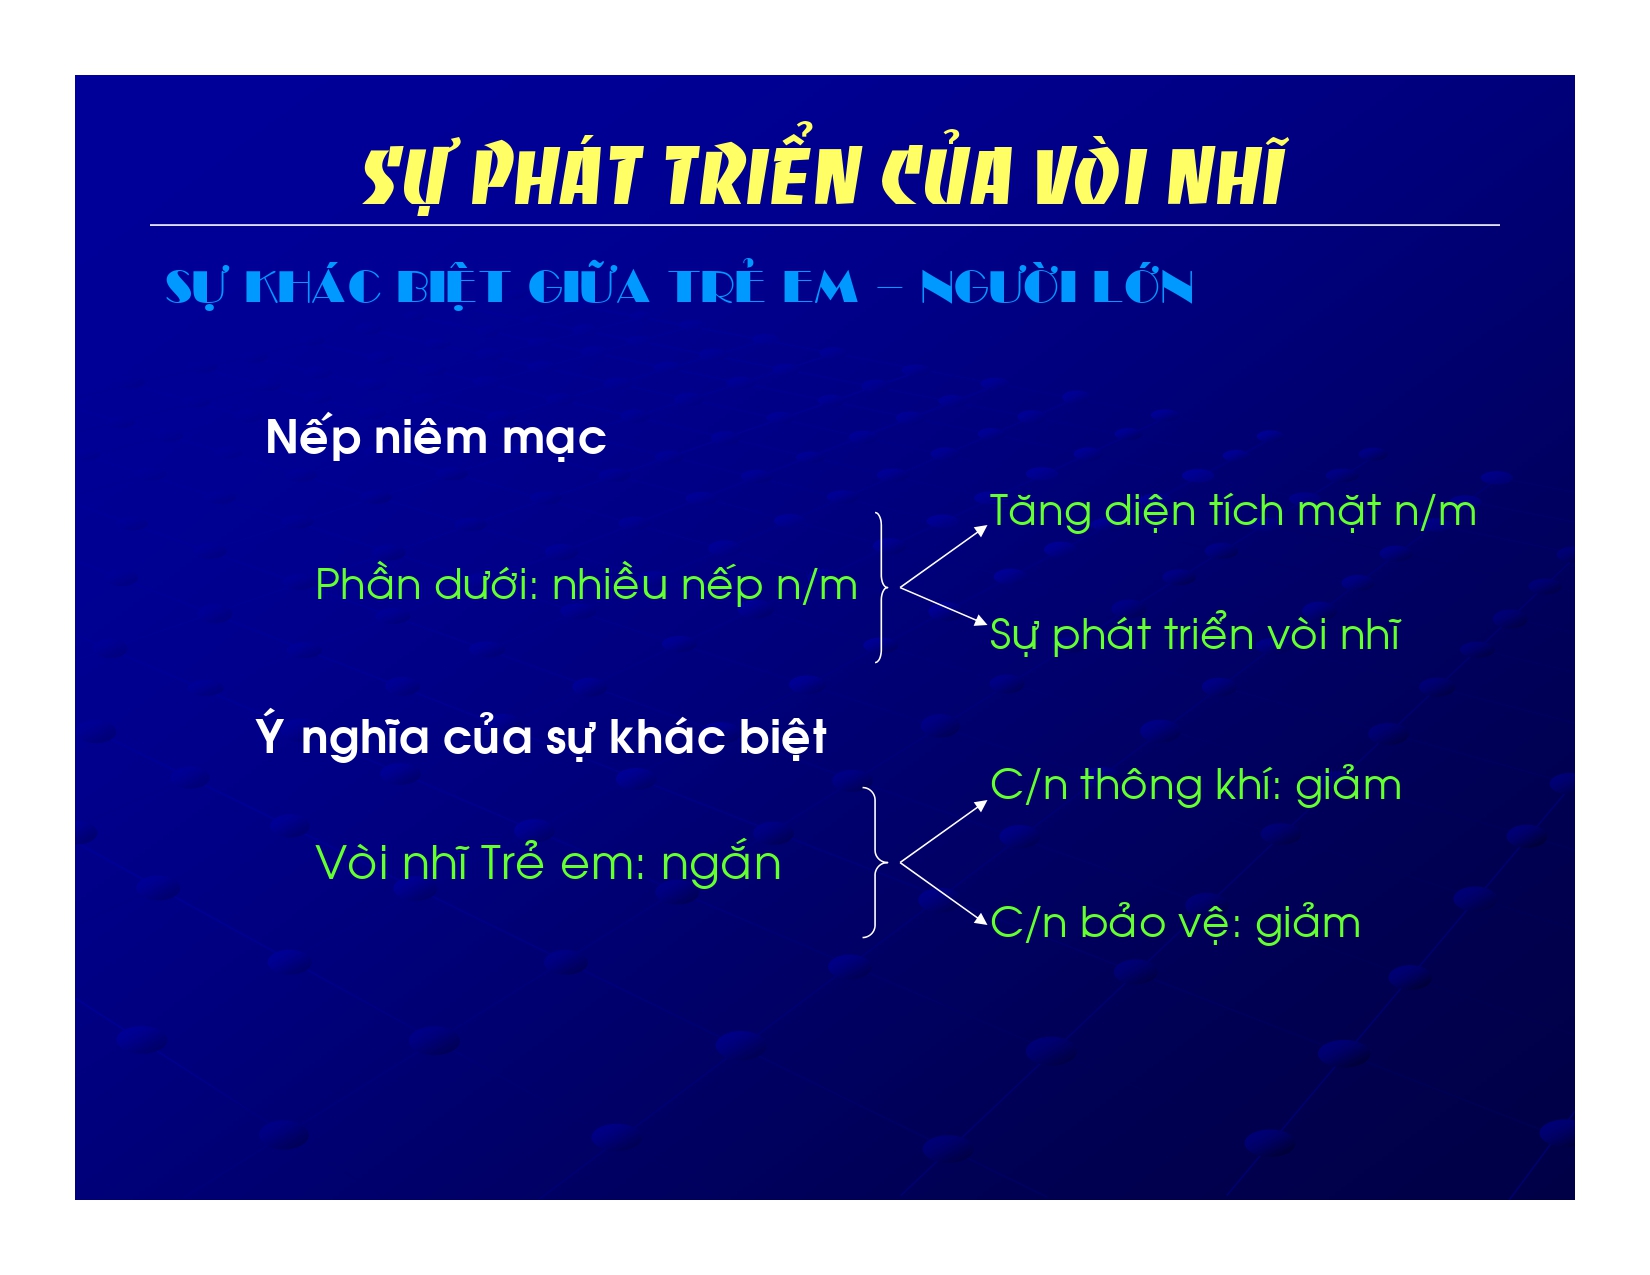 SỰ PHÁT TRIỂN CỦA VÒI NHĨ
SỰ KHÁC BIỆT GIỮA TRẺ EM – NGƯỜI LỚN
Nếp niêm mạc
Tăng diện tích mặt n/m
Phần dưới: nhiều nếp n/m
Sự phát triển vòi nhĩ
Ý nghĩa của sự khác biệt
C/n thông khí: giảm
Vòi nhĩ Trẻ em: ngắn
C/n bảo vệ: giảm